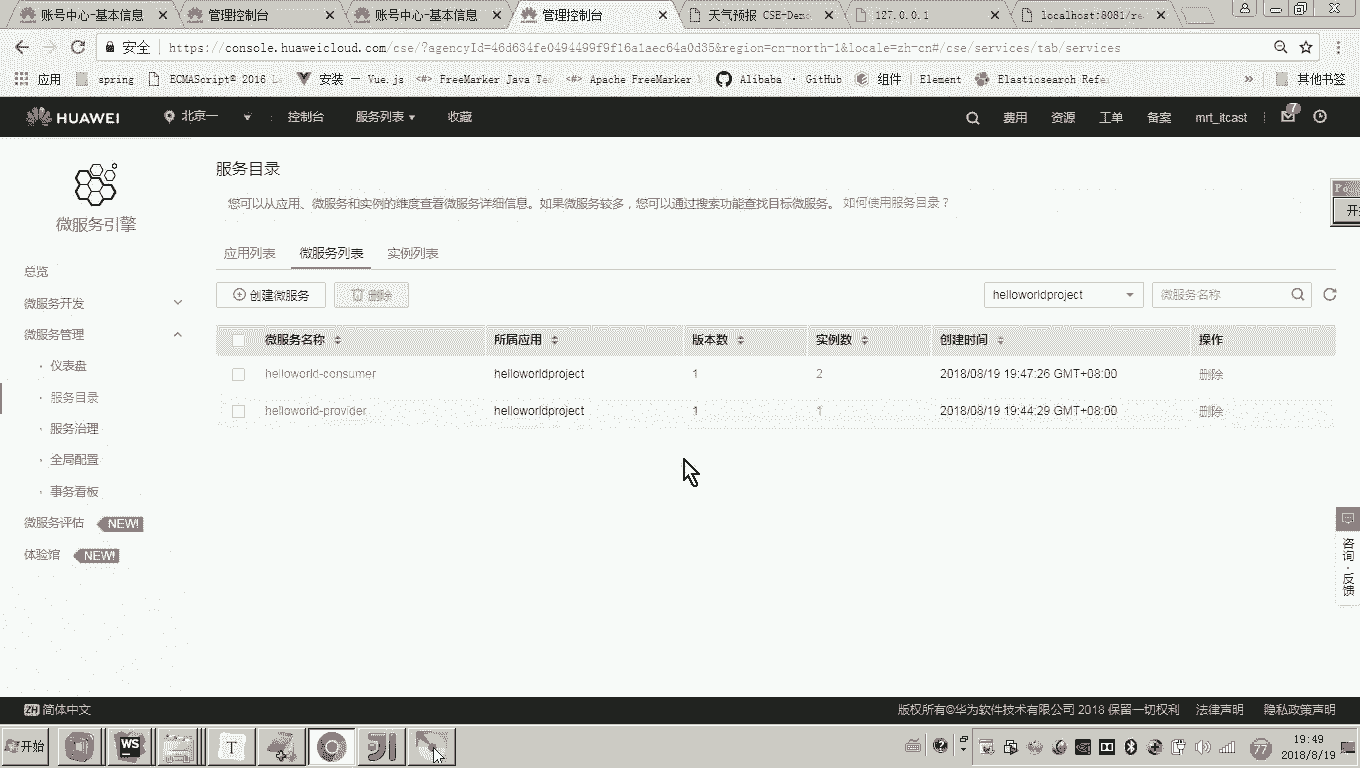 账号中心-基本信息
管理控制台
账号中心-基本信息
管理控制台
天气预报 CSE-Demo
127.0.0.1
localhost:8081/re
安全
https://console.huaweicloud.com/cse/?agencyId=46d634fe0494499f9f16a1aec64a0d35&region=cn-north-1&locale=zh-cn#/cse/services/tab/services
应用
spring
ECMAScript® 2016 L
安装 — Vue.js
FreeMarker Java Te
Apache FreeMarker
Alibaba · GitHub
组件 | Element
Elasticsearch Refe
»
其他书签
HUAWEI
北京一
控制台
服务列表
收藏
费用
资源
工单
备案
mrt_itcast
7
微服务引擎
总览
微服务开发
微服务管理
· 仪表盘
· 服务目录
· 服务治理
· 全局配置
· 事务看板
微服务评估 NEW!
体验馆 NEW!
服务目录
您可以从应用、微服务和实例的维度查看微服务详细信息。如果微服务较多，您可以通过搜索功能查找目标微服务。 如何使用服务目录？
应用列表 微服务列表 实例列表
创建微服务 删除 helloworldproject 微服务名称
微服务名称 所属应用 版本数 实例数 创建时间 操作
helloworld-consumer helloworldproject 1 2 2018/08/19 19:47:26 GMT+08:00 删除
helloworld-provider helloworldproject 1 1 2018/08/19 19:44:29 GMT+08:00 删除
咨询·反馈
ZH 简体中文
版权所有©华为软件技术有限公司 2018 保留一切权利 法律声明 隐私政策声明
开始
WS
T
77
19:49
2018/8/19